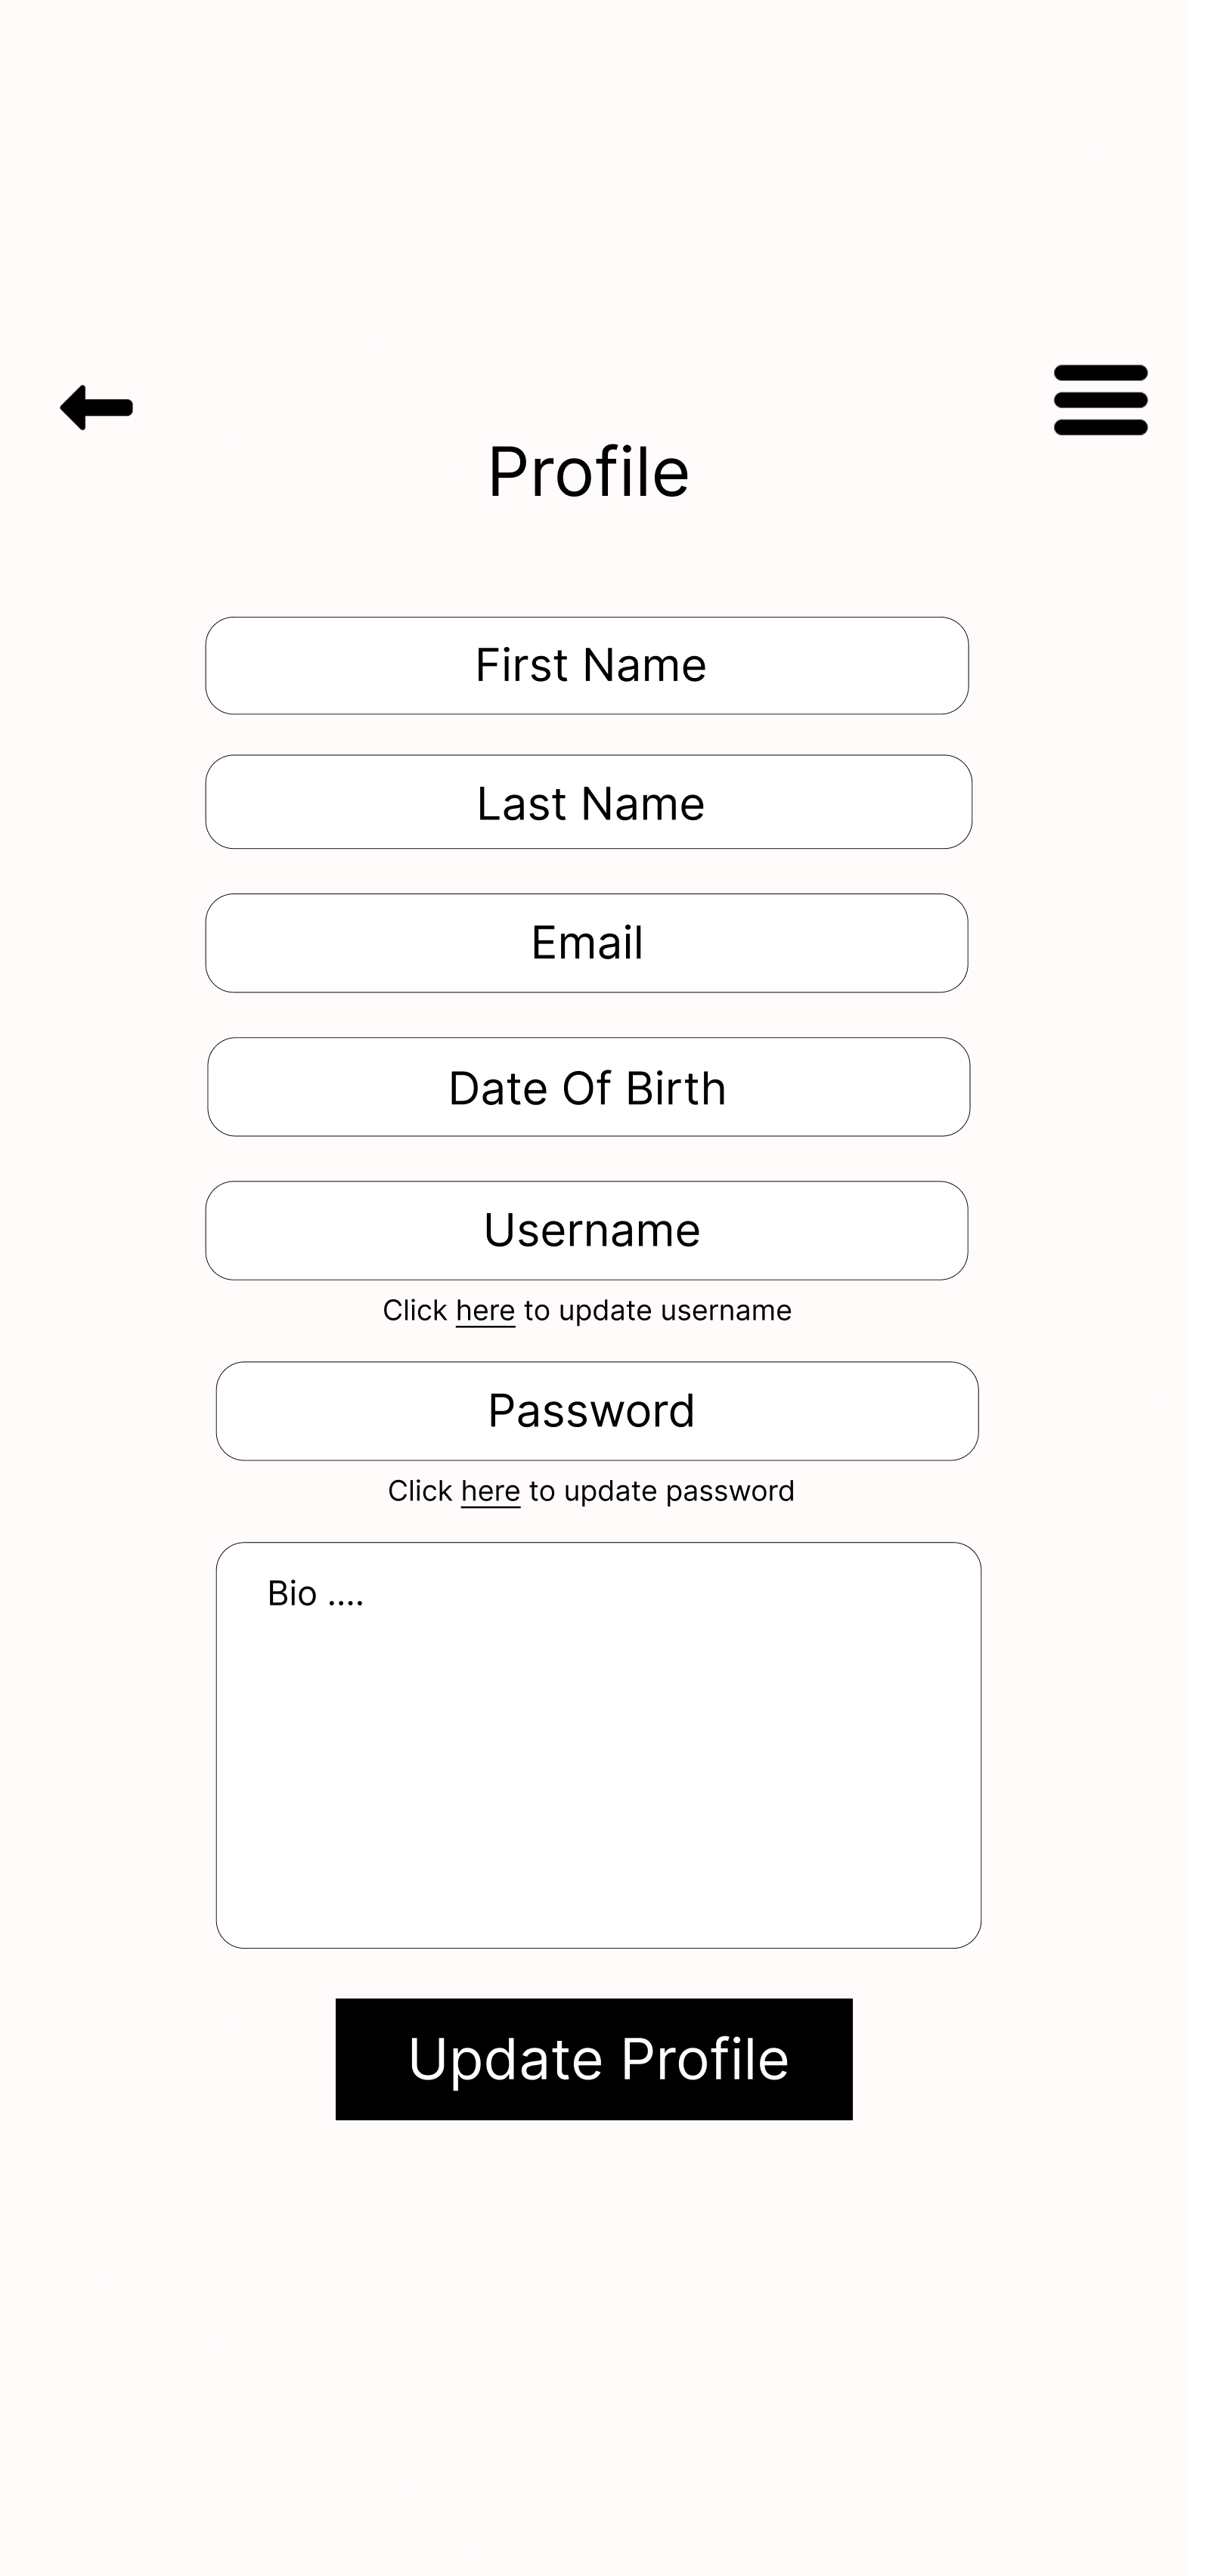 Profile
First Name
Last Name
Email
Date Of Birth
Username
Click here to update username
Password
Click here to update password
Bio ....
Update Profile